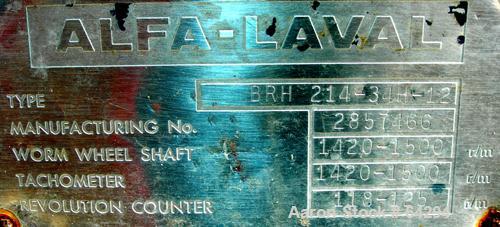 ALFA-LAVAL
TYPE BRH 214-34H-12
MANUFACTURING No. 2857466
WORM WHEEL SHAFT 1420-1500 r/m
TACHOMETER 1420-1500 r/m
REVOLUTION COUNTER 118-125 r/m
Aaron Stock #